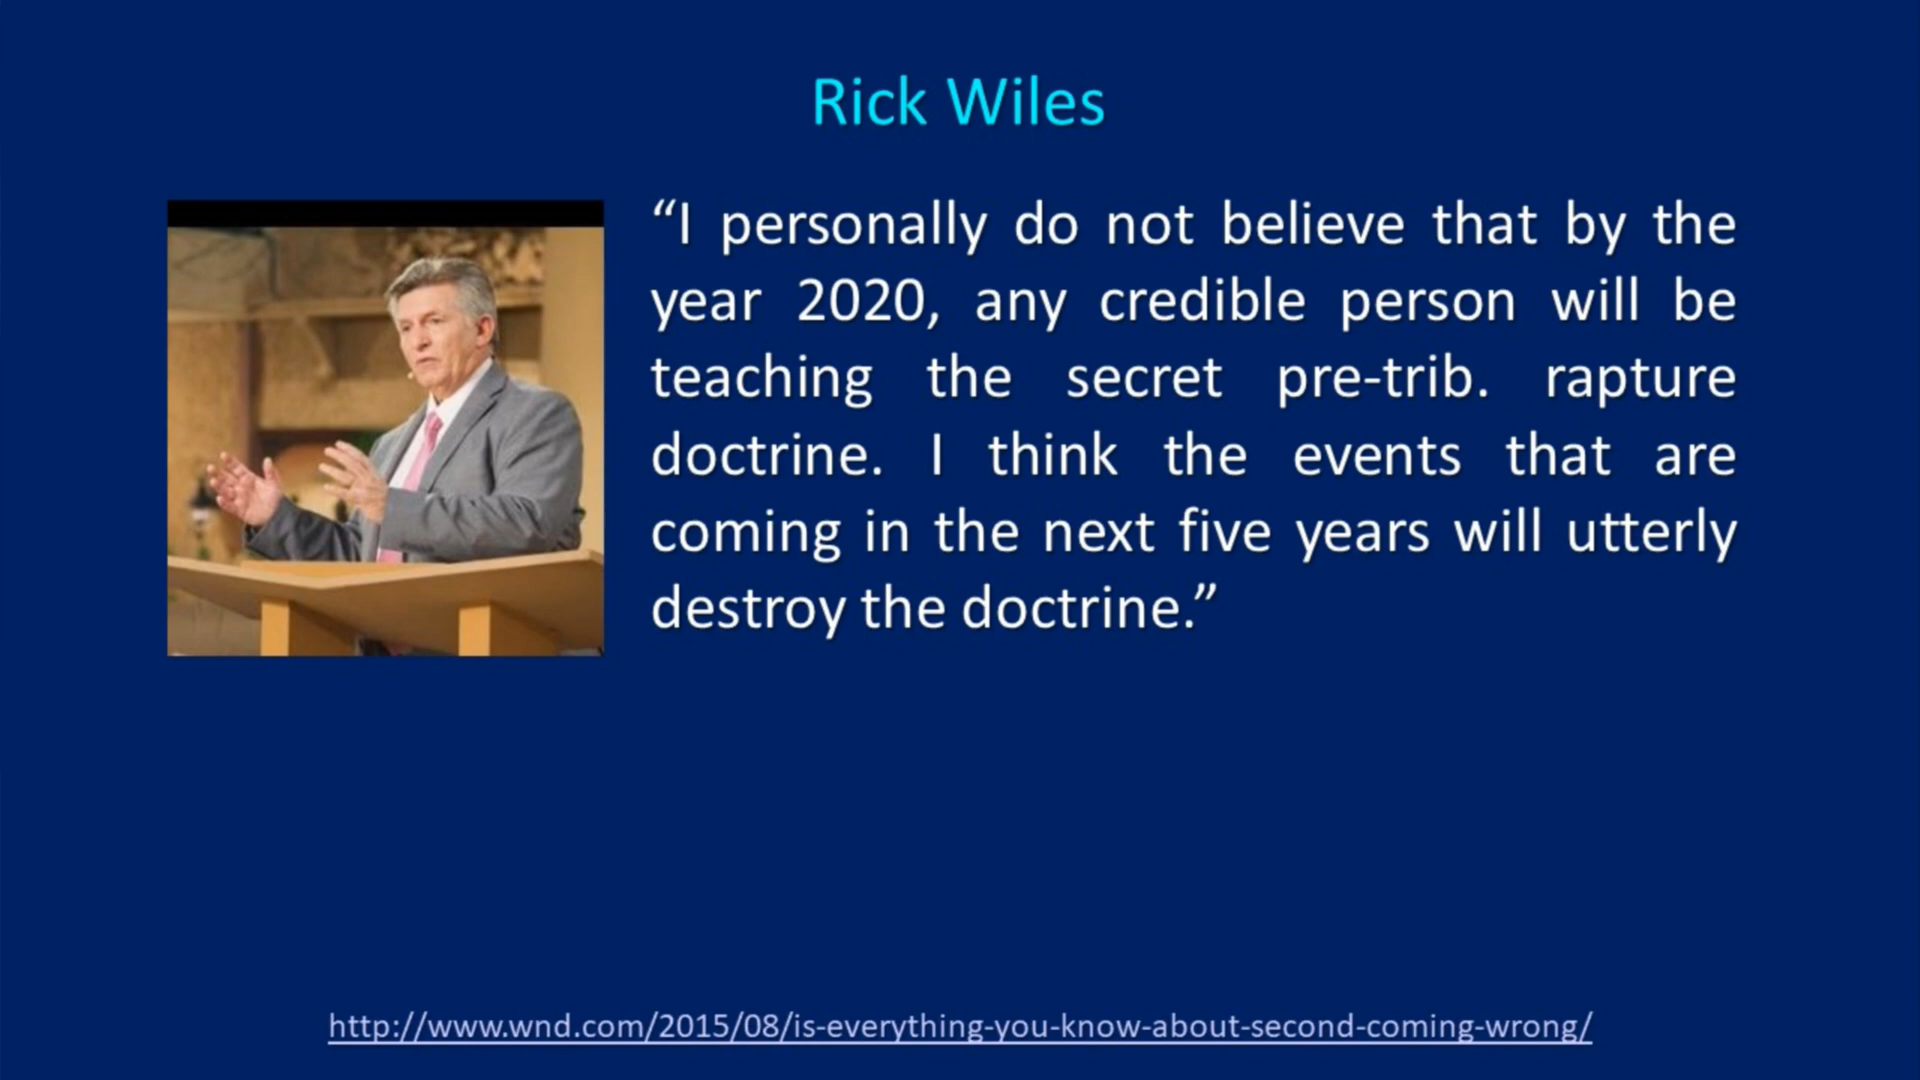 Rick Wiles
“I personally do not believe that by the
year 2020, any credible person will be
teaching the secret pre-trib. rapture
doctrine. I think the events that are
coming in the next five years will utterly
destroy the doctrine.”
http://www.wnd.com/2015/08/is-everything-you-know-about-second-coming-wrong/